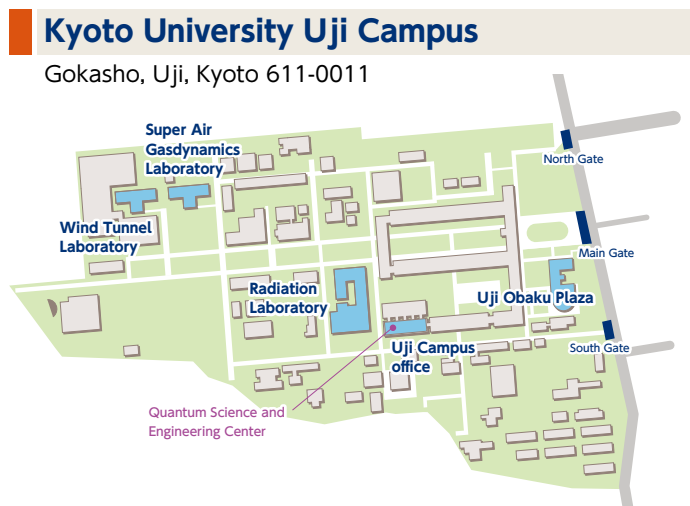 Kyoto University Uji Campus
Gokasho, Uji, Kyoto 611-0011
Super Air
Gasdynamics
Laboratory
North Gate
Wind Tunnel
Laboratory
Main Gate
Radiation
Laboratory
Uji Obaku Plaza
Uji Campus
office
South Gate
Quantum Science and
Engineering Center